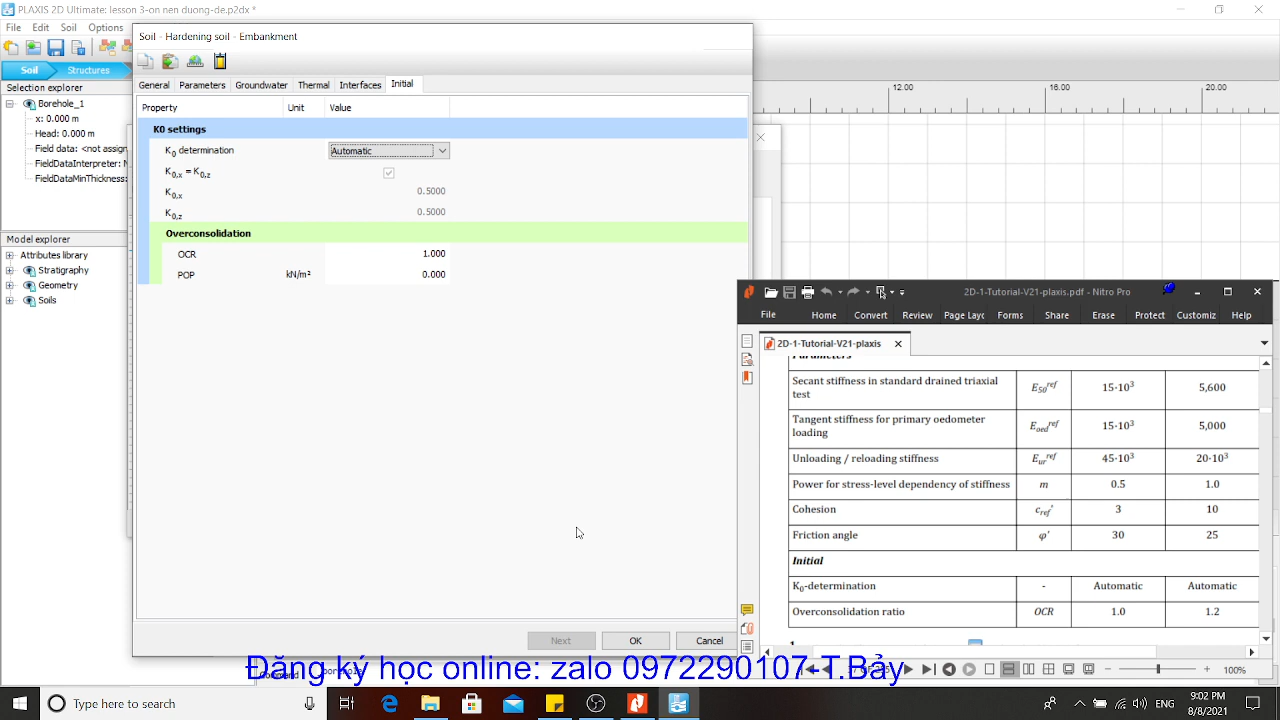 PLAXIS 2D Ultimate: lesson 3-on nen duong-de.p2dx *
File Edit Soil Options
Soil Structures
Selection explorer
Borehole_1
x: 0.000 m
Head: 0.000 m
Field data: <not assign
FieldDataInterpreter: N
FieldDataMinThickness:
Model explorer
Attributes library
Stratigraphy
Geometry
Soils
Soil - Hardening soil - Embankment
General Parameters Groundwater Thermal Interfaces Initial
Property Unit Value
K0 settings
K0 determination Automatic
K0,x = K0,z
K0,x 0.5000
K0,z 0.5000
Overconsolidation
OCR 1.000
POP kN/m² 0.000
Next OK Cancel
12.00 16.00 20.00
2D-1-Tutorial-V21-plaxis.pdf - Nitro Pro
File Home Convert Review Page Layc Forms Share Erase Protect Customiz Help
2D-1-Tutorial-V21-plaxis
Parameters
Secant stiffness in standard drained triaxial test E50ref 15·10³ 5,600
Tangent stiffness for primary oedometer loading Eoedref 15·10³ 5,000
Unloading / reloading stiffness Eurref 45·10³ 20·10³
Power for stress-level dependency of stiffness m 0.5 1.0
Cohesion cref' 3 10
Friction angle φ' 30 25
Initial
K0-determination - Automatic Automatic
Overconsolidation ratio OCR 1.0 1.2
100%
Đăng ký học online: zalo 0972290107-T.Bảy
Command
Type here to search
ENG
9:02 PM
8/8/2021